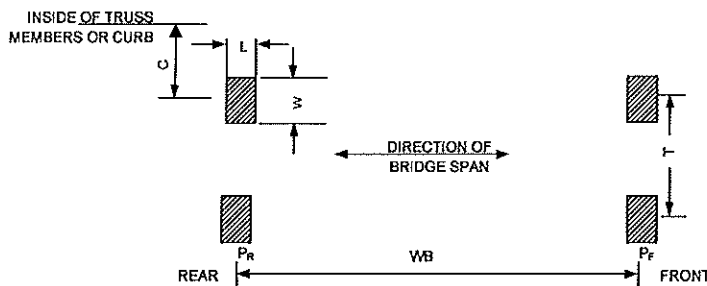 INSIDE OF TRUSS
MEMBERS OR CURB
L
C
W
DIRECTION OF
BRIDGE SPAN
T
PR
WB
PF
REAR
FRONT